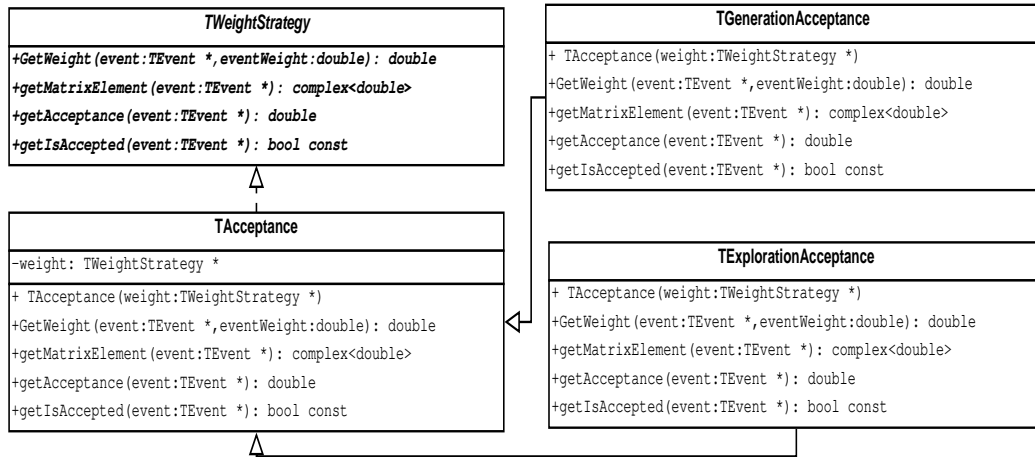 TWeightStrategy
+GetWeight(event:TEvent *,eventWeight:double): double
+getMatrixElement(event:TEvent *): complex<double>
+getAcceptance(event:TEvent *): double
+getIsAccepted(event:TEvent *): bool const
TAcceptance
-weight: TWeightStrategy *
+ TAcceptance(weight:TWeightStrategy *)
+GetWeight(event:TEvent *,eventWeight:double): double
+getMatrixElement(event:TEvent *): complex<double>
+getAcceptance(event:TEvent *): double
+getIsAccepted(event:TEvent *): bool const
TGenerationAcceptance
+ TAcceptance(weight:TWeightStrategy *)
+GetWeight(event:TEvent *,eventWeight:double): double
+getMatrixElement(event:TEvent *): complex<double>
+getAcceptance(event:TEvent *): double
+getIsAccepted(event:TEvent *): bool const
TExplorationAcceptance
+ TAcceptance(weight:TWeightStrategy *)
+GetWeight(event:TEvent *,eventWeight:double): double
+getMatrixElement(event:TEvent *): complex<double>
+getAcceptance(event:TEvent *): double
+getIsAccepted(event:TEvent *): bool const